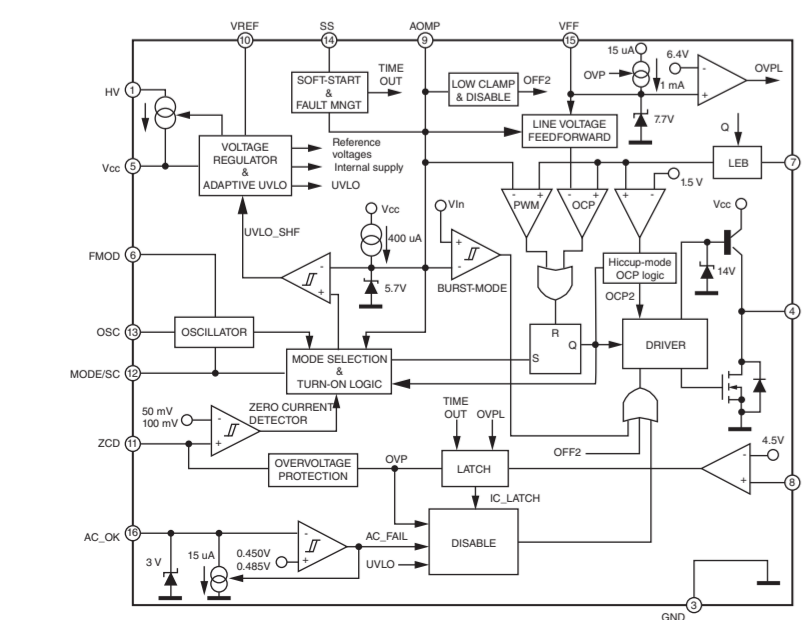 VREF
SS
AOMP
VFF
10
14
9
15
HV
1
SOFT-START
&
FAULT MNGT
TIME
OUT
LOW CLAMP
& DISABLE
OFF2
15 uA
OVP
1 mA
6.4V
-
+
OVPL
7.7V
LINE VOLTAGE
FEEDFORWARD
Q
LEB
7
Vcc
5
VOLTAGE
REGULATOR
&
ADAPTIVE UVLO
Reference
voltages
Internal supply
UVLO
1.5 V
- +
PWM
- +
OCP
+ -
UVLO_SHF
Vcc
400 uA
5.7V
-
+
VIn
+
-
BURST-MODE
Vcc
14V
Hiccup-mode
OCP logic
OCP2
FMOD
6
4
OSC
13
OSCILLATOR
MODE/SC
12
MODE SELECTION
&
TURN-ON LOGIC
R
S
Q
DRIVER
50 mV
100 mV
-
+
ZERO CURRENT
DETECTOR
ZCD
11
TIME
OUT
OVPL
OFF2
4.5V
-
+
8
OVERVOLTAGE
PROTECTION
OVP
LATCH
IC_LATCH
AC_OK
16
3 V
15 uA
0.450V
0.485V
-
+
AC_FAIL
UVLO
DISABLE
3
GND